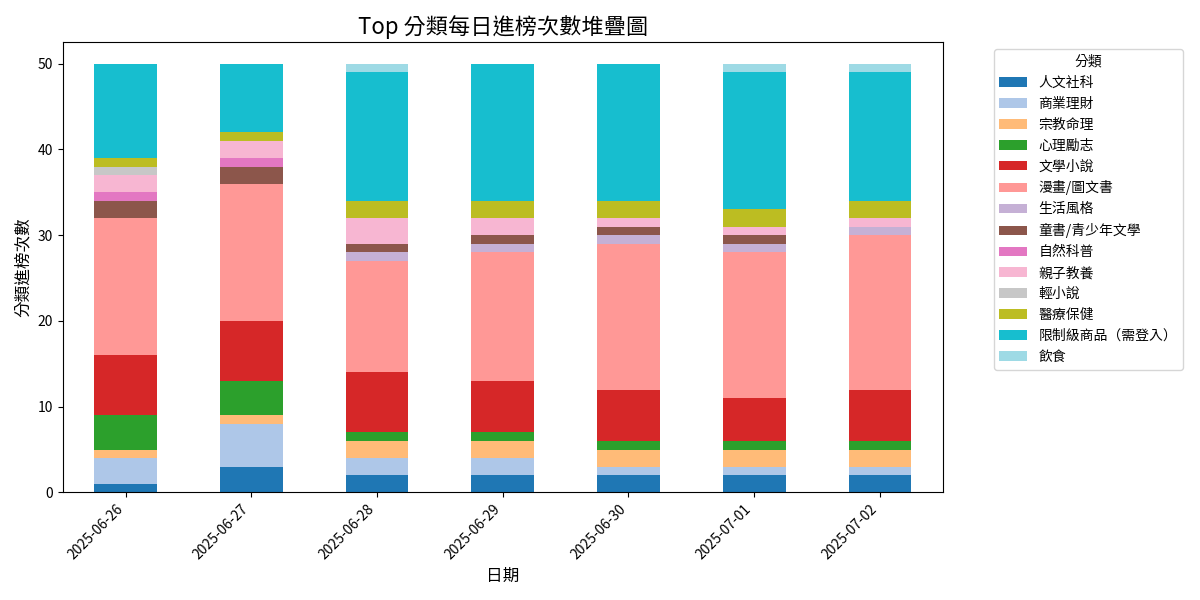 Top 分類每日進榜次數堆疊圖
分類進榜次數
50
40
30
20
10
0
2025-06-26
2025-06-27
2025-06-28
2025-06-29
2025-06-30
2025-07-01
2025-07-02
日期
分類
人文社科
商業理財
宗教命理
心理勵志
文學小說
漫畫/圖文書
生活風格
童書/青少年文學
自然科普
親子教養
輕小說
醫療保健
限制級商品（需登入）
飲食